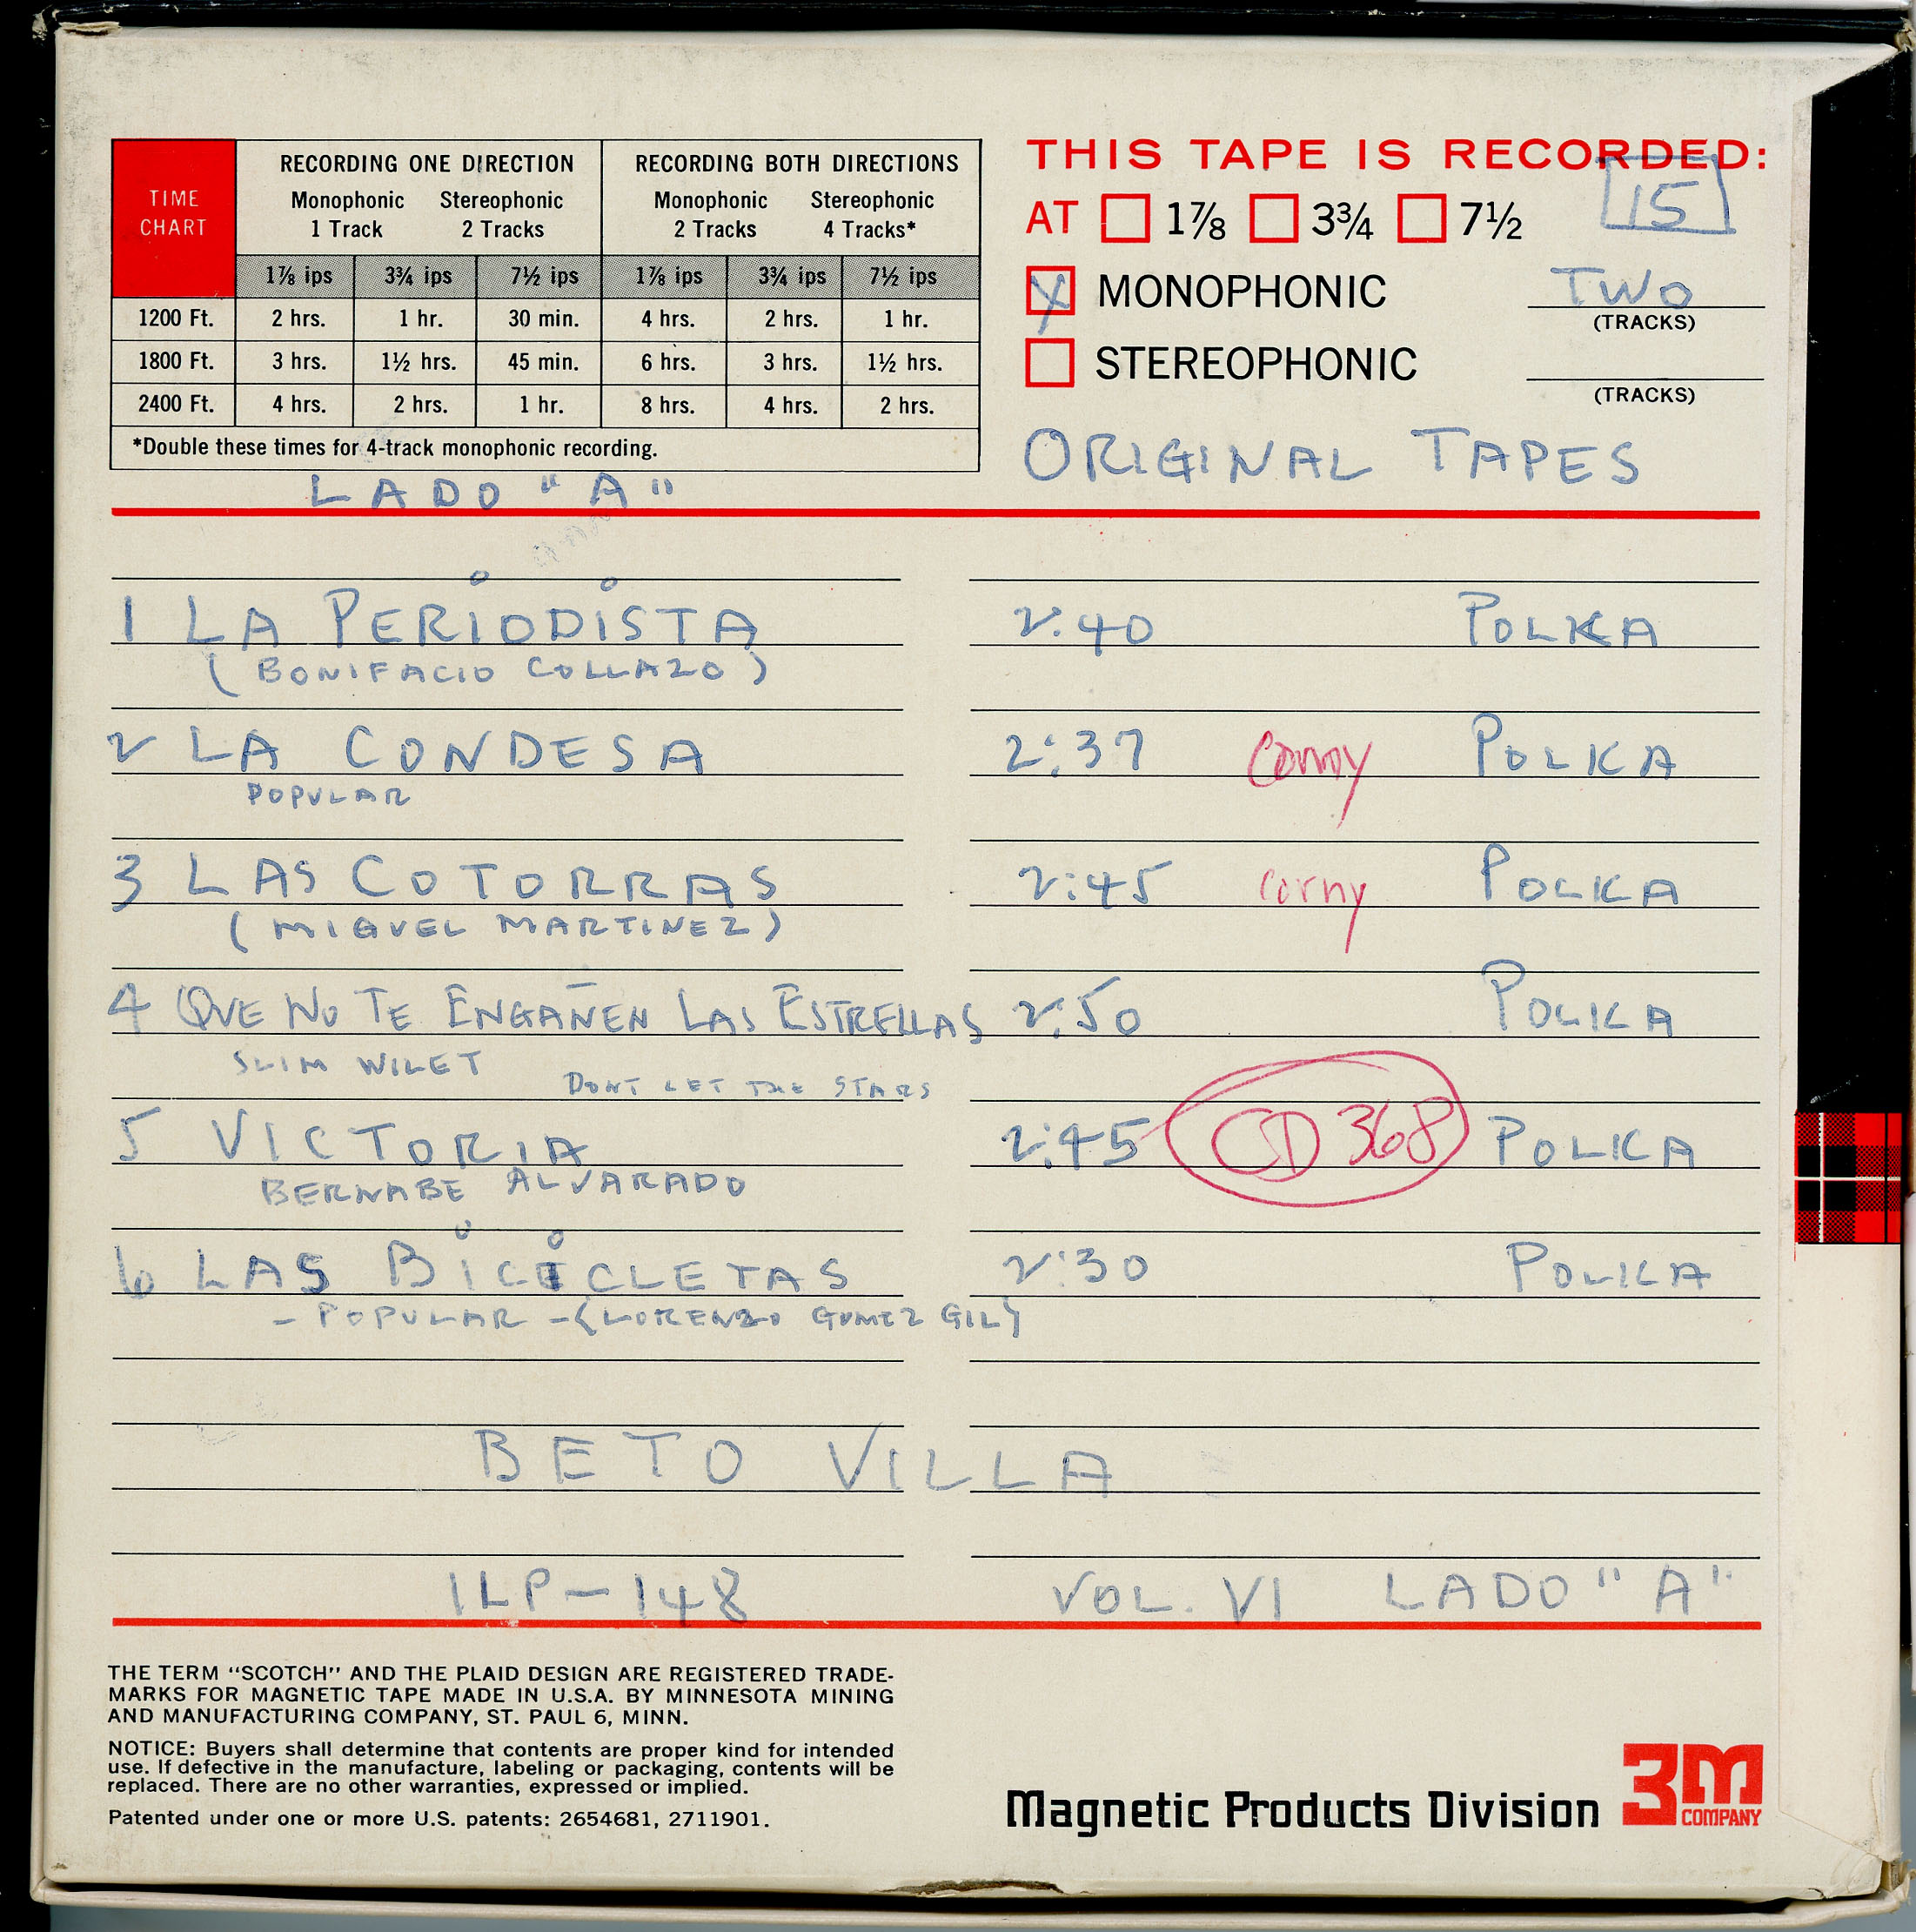 TIME CHART
RECORDING ONE DIRECTION
RECORDING BOTH DIRECTIONS
Monophonic 1 Track
Stereophonic 2 Tracks
Monophonic 2 Tracks
Stereophonic 4 Tracks*
1⅞ ips 3¾ ips 7½ ips 1⅞ ips 3¾ ips 7½ ips
1200 Ft. 2 hrs. 1 hr. 30 min. 4 hrs. 2 hrs. 1 hr.
1800 Ft. 3 hrs. 1½ hrs. 45 min. 6 hrs. 3 hrs. 1½ hrs.
2400 Ft. 4 hrs. 2 hrs. 1 hr. 8 hrs. 4 hrs. 2 hrs.
*Double these times for 4-track monophonic recording.
THIS TAPE IS RECORDED:
AT 1⅞ 3¾ 7½ 15
X MONOPHONIC TWO
(TRACKS)
STEREOPHONIC
(TRACKS)
ORIGINAL TAPES
LADO "A"
1 LA PERIODISTA 2:40 POLKA
(BONIFACIO COLLAZO)
2 LA CONDESA 2:37 corny POLKA
POPULAR
3 LAS COTORRAS 2:45 corny POLKA
(MIGUEL MARTINEZ)
4 QUE NO TE ENGAÑEN LAS ESTRELLAS 2:50 POLKA
SLIM WILET
DONT LET THE STARS
5 VICTORIA 2:45 CD 368 POLKA
BERNABE ALVARADO
6 LAS BICICLETAS 2:30 POLKA
- POPULAR - (LORENZO GOMEZ GIL)
BETO VILLA
ILP-148 VOL. VI LADO "A"
THE TERM "SCOTCH" AND THE PLAID DESIGN ARE REGISTERED TRADE-
MARKS FOR MAGNETIC TAPE MADE IN U.S.A. BY MINNESOTA MINING
AND MANUFACTURING COMPANY, ST. PAUL 6, MINN.
NOTICE: Buyers shall determine that contents are proper kind for intended
use. If defective in the manufacture, labeling or packaging, contents will be
replaced. There are no other warranties, expressed or implied.
Patented under one or more U.S. patents: 2654681, 2711901.
Magnetic Products Division 3M COMPANY